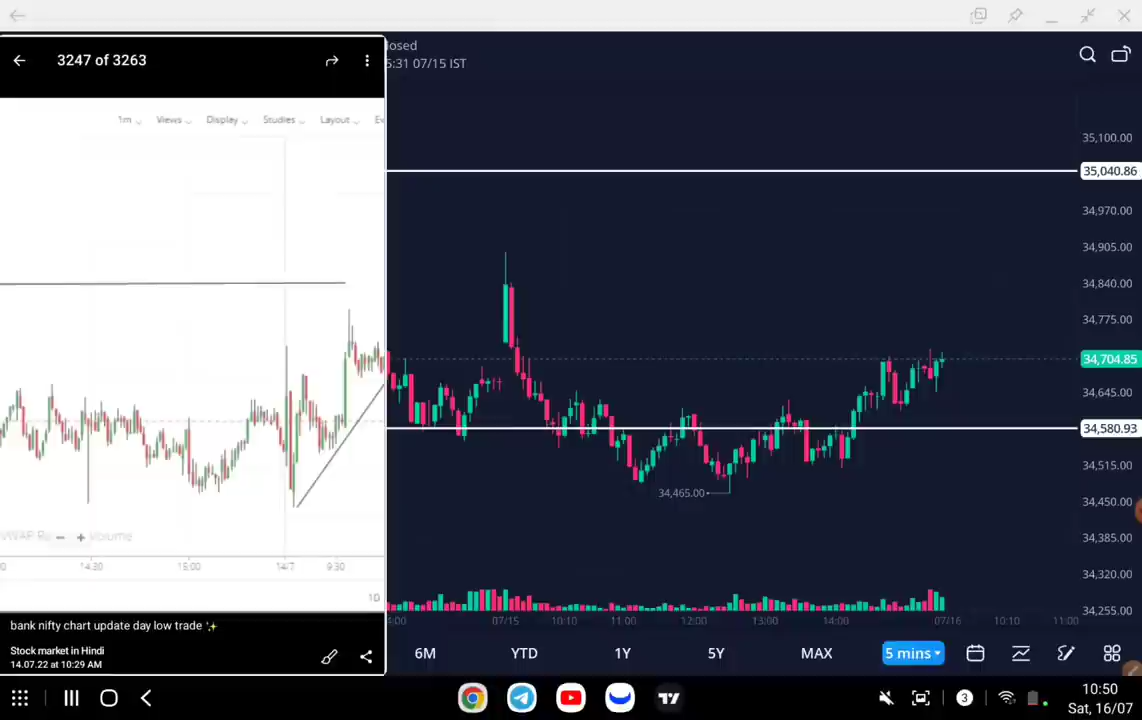 3247 of 3263
1m Views Display Studies Layout
14:30 15:00 14/7 9:30
1D
bank nifty chart update day low trade ✨
Stock market in Hindi
14.07.22 at 10:29 AM
losed
5:31 07/15 IST
35,100.00
35,040.86
34,970.00
34,905.00
34,840.00
34,775.00
34,704.85
34,645.00
34,580.93
34,515.00
34,465.00
34,450.00
34,385.00
34,320.00
34,255.00
07/15 10:10 11:00 12:00 13:00 14:00 07/16 10:10 11:00
6M YTD 1Y 5Y MAX 5 mins
3
10:50
Sat, 16/07